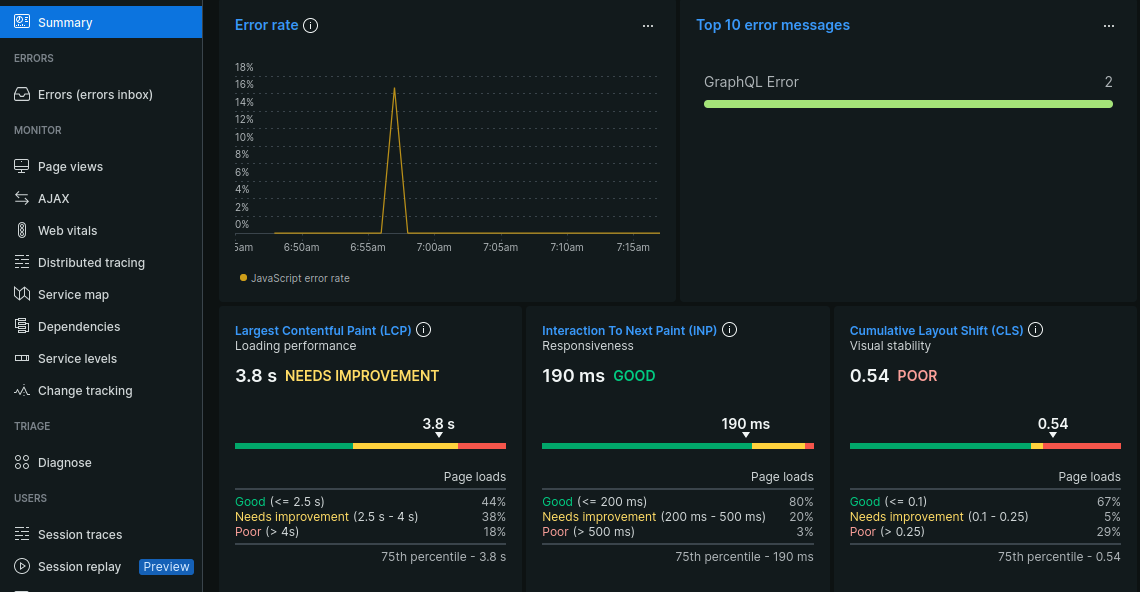 Summary
ERRORS
Errors (errors inbox)
MONITOR
Page views
AJAX
Web vitals
Distributed tracing
Service map
Dependencies
Service levels
Change tracking
TRIAGE
Diagnose
USERS
Session traces
Session replay Preview
Error rate
...
18%
16%
14%
12%
10%
8%
6%
4%
2%
0%
5am 6:50am 6:55am 7:00am 7:05am 7:10am 7:15am
JavaScript error rate
Top 10 error messages
...
GraphQL Error 2
Largest Contentful Paint (LCP)
Loading performance
3.8 s NEEDS IMPROVEMENT
3.8 s
Page loads
Good (<= 2.5 s) 44%
Needs improvement (2.5 s - 4 s) 38%
Poor (> 4s) 18%
75th percentile - 3.8 s
Interaction To Next Paint (INP)
Responsiveness
190 ms GOOD
190 ms
Page loads
Good (<= 200 ms) 80%
Needs improvement (200 ms - 500 ms) 20%
Poor (> 500 ms) 3%
75th percentile - 190 ms
Cumulative Layout Shift (CLS)
Visual stability
0.54 POOR
0.54
Page loads
Good (<= 0.1) 67%
Needs improvement (0.1 - 0.25) 5%
Poor (> 0.25) 29%
75th percentile - 0.54